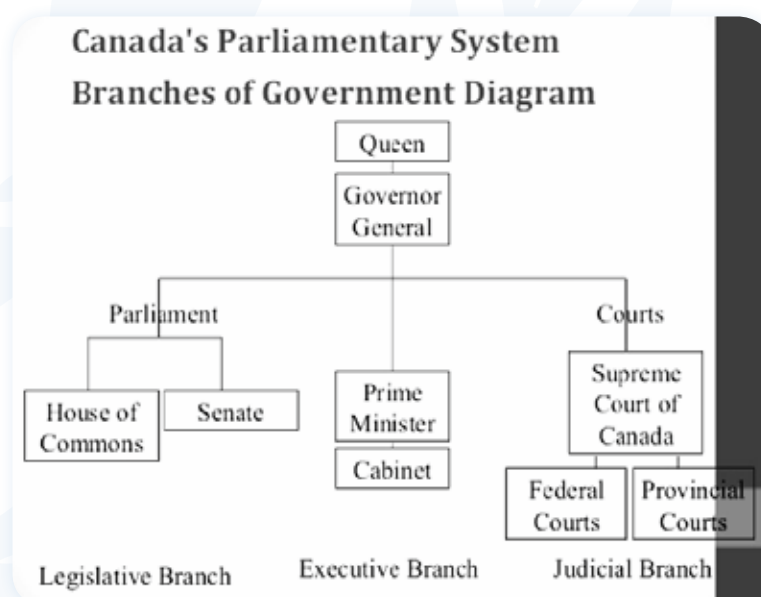 Canada's Parliamentary System
Branches of Government Diagram
Queen
Governor
General
Parliament
Courts
House of
Commons
Senate
Prime
Minister
Cabinet
Supreme
Court of
Canada
Federal
Courts
Provincial
Courts
Legislative Branch
Executive Branch
Judicial Branch